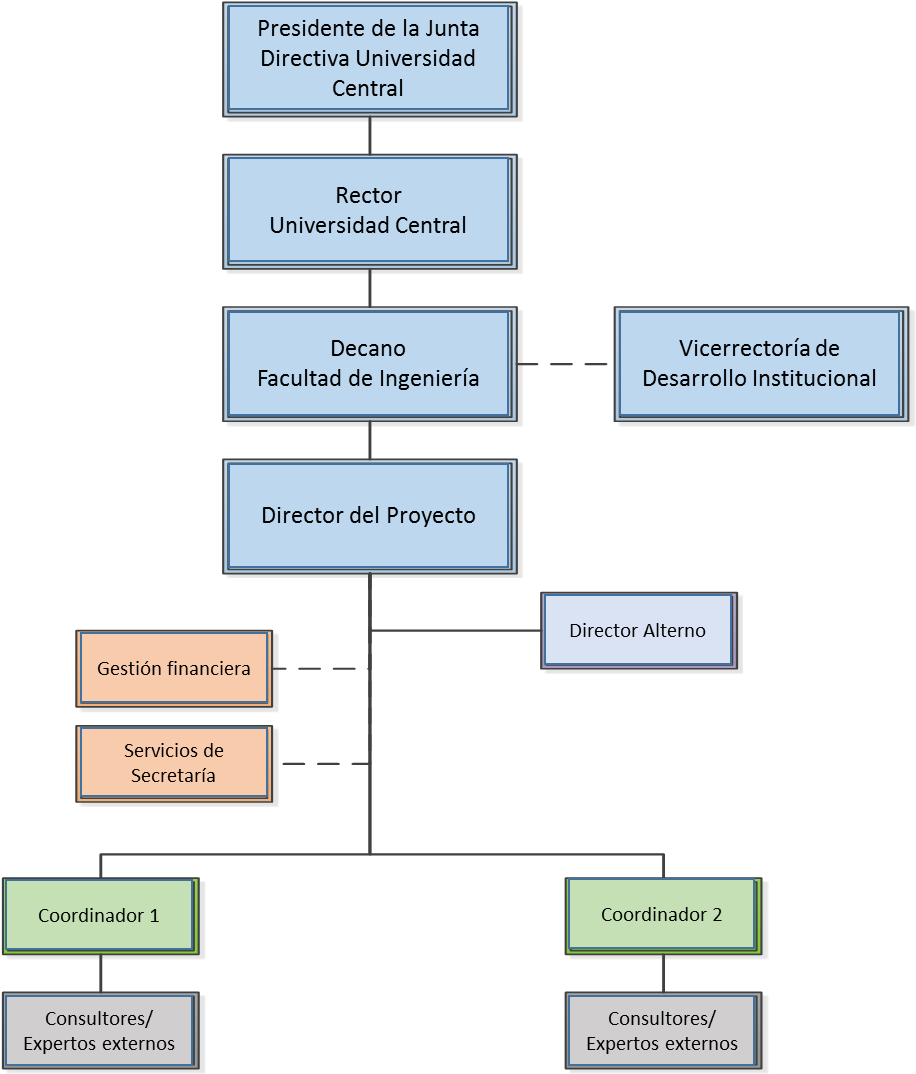 Presidente de la Junta
Directiva Universidad
Central
Rector
Universidad Central
Decano
Facultad de Ingeniería
Vicerrectoría de
Desarrollo Institucional
Director del Proyecto
Director Alterno
Gestión financiera
Servicios de
Secretaría
Coordinador 1
Coordinador 2
Consultores/
Expertos externos
Consultores/
Expertos externos